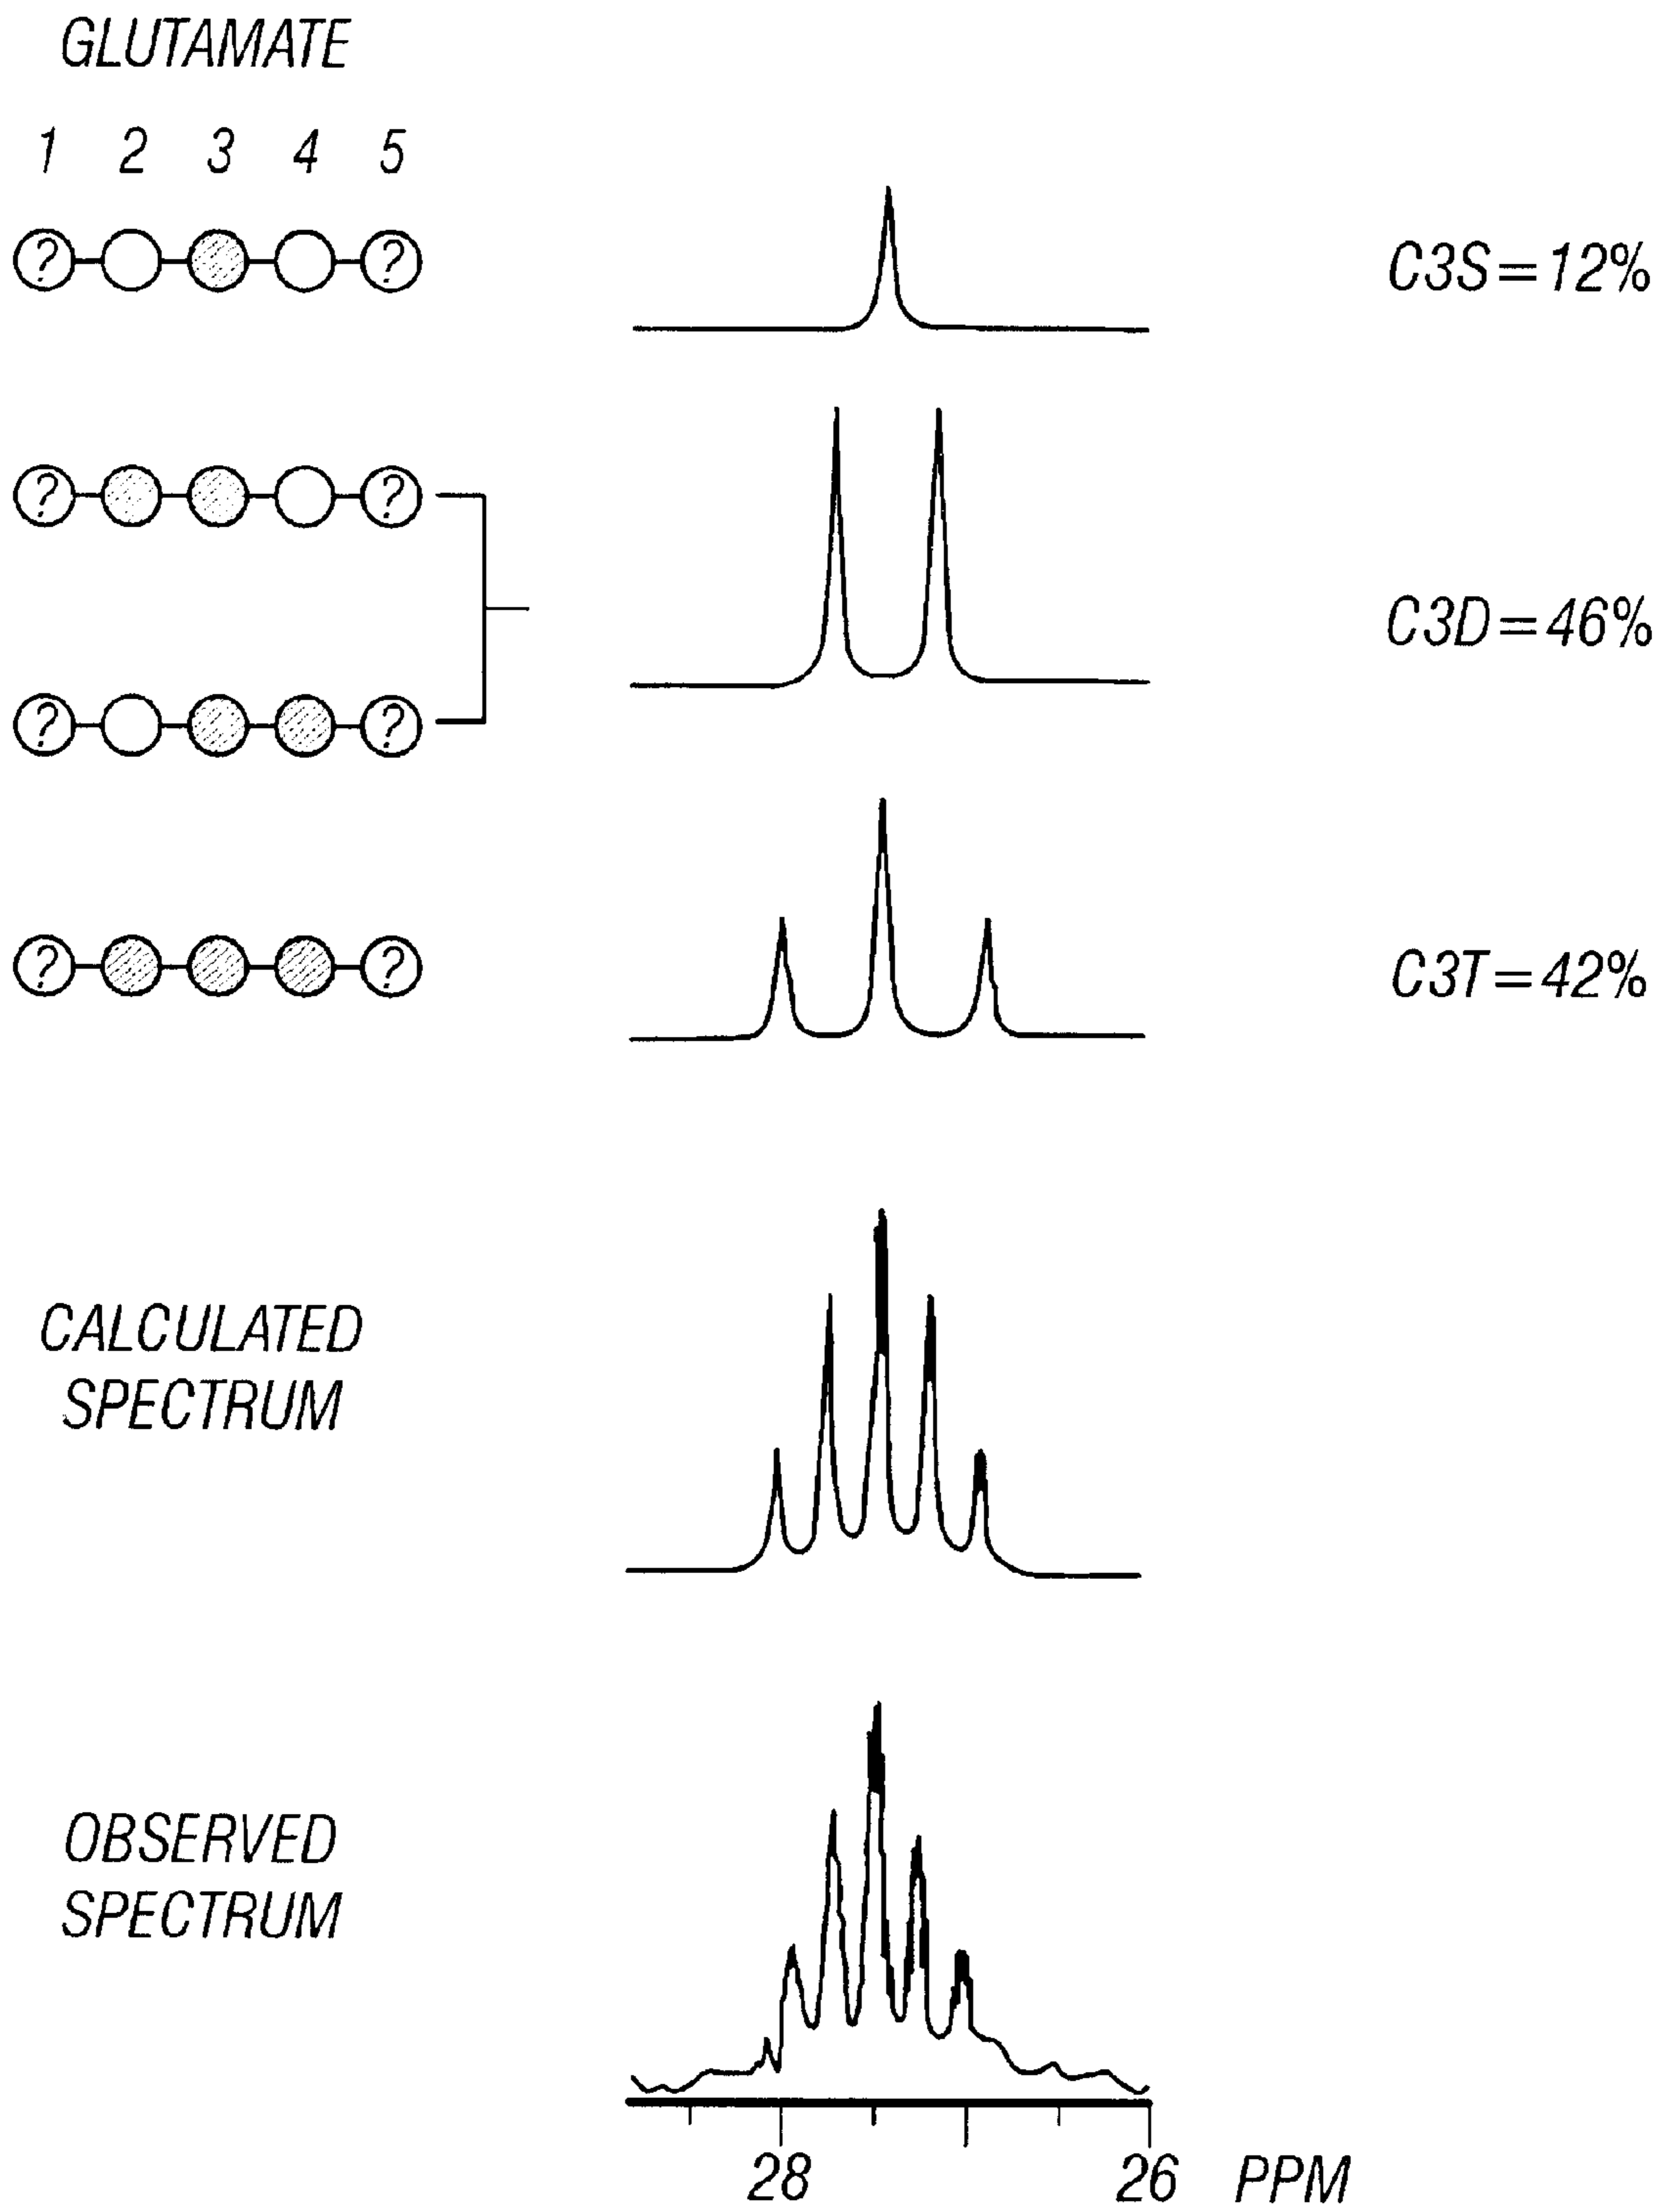 GLUTAMATE
1 2 3 4 5
? ?
C3S=12%
? ?
C3D=46%
? ?
? ?
C3T=42%
CALCULATED
SPECTRUM
OBSERVED
SPECTRUM
28 26 PPM